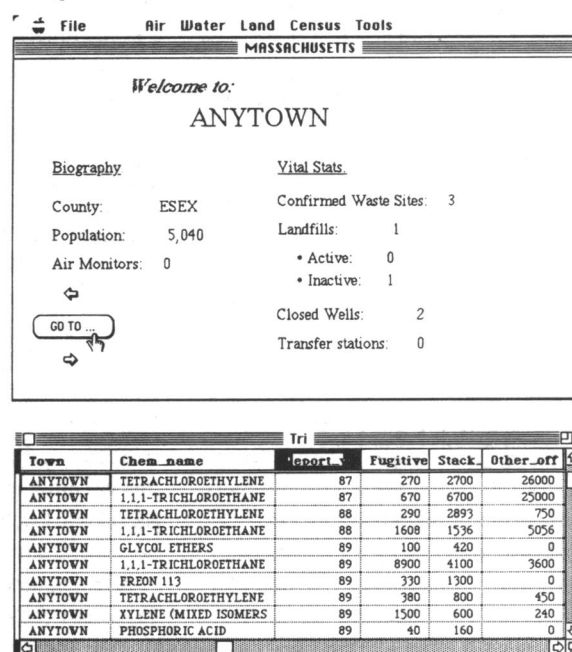 File Air Water Land Census Tools
MASSACHUSETTS
Welcome to:
ANYTOWN
Biography Vital Stats.
County: ESEX Confirmed Waste Sites: 3
Population: 5,040 Landfills: 1
Air Monitors: 0 • Active: 0
• Inactive: 1
GO TO ... Closed Wells: 2
Transfer stations: 0
Tri
Town Chem_name Fugitive Stack_ Other_off
ANYTOWN TETRACHLOROETHYLENE 87 270 2700 26000
ANYTOWN 1,1,1-TRICHLOROETHANE 87 670 6700 25000
ANYTOWN TETRACHLOROETHYLENE 88 290 2893 750
ANYTOWN 1,1,1-TRICHLOROETHANE 88 1608 1536 5056
ANYTOWN GLYCOL ETHERS 89 100 420 0
ANYTOWN 1,1,1-TRICHLOROETHANE 89 8900 4100 3600
ANYTOWN FREON 113 89 330 1300 0
ANYTOWN TETRACHLOROETHYLENE 89 380 800 450
ANYTOWN XYLENE (MIXED ISOMERS 89 1500 600 240
ANYTOWN PHOSPHORIC ACID 89 40 160 0